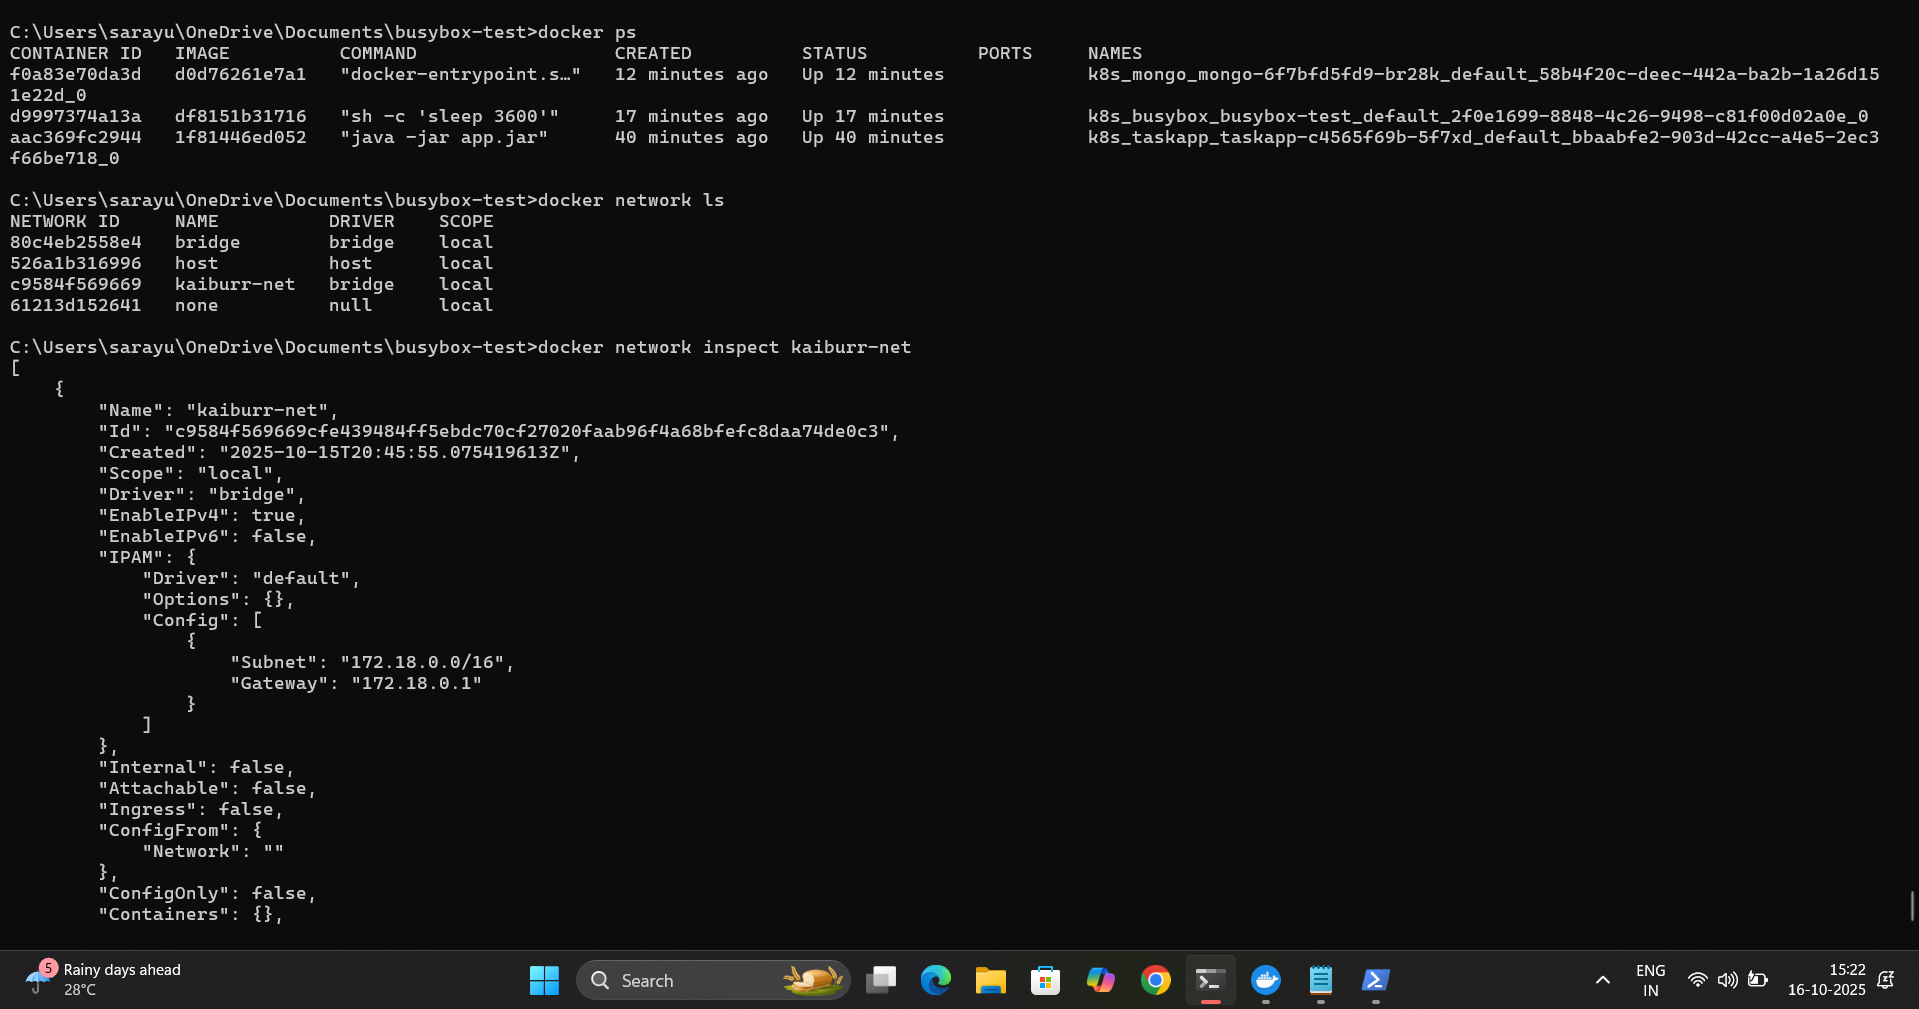 C:\Users\sarayu\OneDrive\Documents\busybox-test>docker ps
CONTAINER ID   IMAGE          COMMAND                  CREATED          STATUS          PORTS     NAMES
f0a83e70da3d   d0d76261e7a1   "docker-entrypoint.s…"   12 minutes ago   Up 12 minutes             k8s_mongo_mongo-6f7bfd5fd9-br28k_default_58b4f20c-deec-442a-ba2b-1a26d15
1e22d_0
d9997374a13a   df8151b31716   "sh -c 'sleep 3600'"     17 minutes ago   Up 17 minutes             k8s_busybox_busybox-test_default_2f0e1699-8848-4c26-9498-c81f00d02a0e_0
aac369fc2944   1f81446ed052   "java -jar app.jar"      40 minutes ago   Up 40 minutes             k8s_taskapp_taskapp-c4565f69b-5f7xd_default_bbaabfe2-903d-42cc-a4e5-2ec3
f66be718_0
C:\Users\sarayu\OneDrive\Documents\busybox-test>docker network ls
NETWORK ID     NAME          DRIVER    SCOPE
80c4eb2558e4   bridge        bridge    local
526a1b316996   host          host      local
c9584f569669   kaiburr-net   bridge    local
61213d152641   none          null      local
C:\Users\sarayu\OneDrive\Documents\busybox-test>docker network inspect kaiburr-net
[
    {
        "Name": "kaiburr-net",
        "Id": "c9584f569669cfe439484ff5ebdc70cf27020faab96f4a68bfefc8daa74de0c3",
        "Created": "2025-10-15T20:45:55.075419613Z",
        "Scope": "local",
        "Driver": "bridge",
        "EnableIPv4": true,
        "EnableIPv6": false,
        "IPAM": {
            "Driver": "default",
            "Options": {},
            "Config": [
                {
                    "Subnet": "172.18.0.0/16",
                    "Gateway": "172.18.0.1"
                }
            ]
        },
        "Internal": false,
        "Attachable": false,
        "Ingress": false,
        "ConfigFrom": {
            "Network": ""
        },
        "ConfigOnly": false,
        "Containers": {},
5
Rainy days ahead
28°C
Search
ENG
IN
15:22
16-10-2025